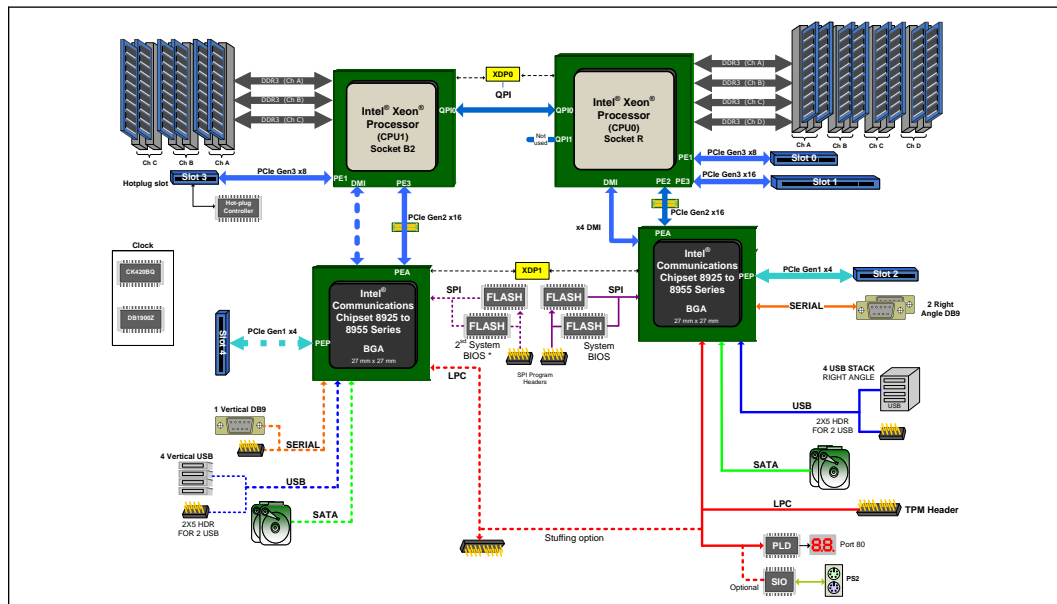 DDR3 (Ch A)
DDR3 (Ch B)
DDR3 (Ch C)
Ch C
Ch B
Ch A
Intel® Xeon®
Processor
(CPU1)
Socket B2
QPI0
PE1
DMI
PE3
XDP0
QPI
Intel® Xeon®
Processor
(CPU0)
Socket R
QPI0
QPI1
Not
used
PE1
DMI
PE2
PE3
DDR3 (Ch A)
DDR3 (Ch B)
DDR3 (Ch C)
DDR3 (Ch D)
Ch A
Ch B
Ch C
Ch D
PCIe Gen3 x8
Slot 0
PCIe Gen3 x16
Slot 1
Hotplug slot
Slot 3
PCIe Gen3 x8
Hot-plug
Controller
PCIe Gen2 x16
x4 DMI
PCIe Gen2 x16
Clock
CK420BQ
DB1900Z
PEA
Intel®
Communications
Chipset 8925 to
8955 Series
BGA
27 mm x 27 mm
PEP
PCIe Gen1 x4
Slot 4
XDP1
SPI
FLASH
FLASH
2nd System
BIOS *
SPI Program
Headers
FLASH
FLASH
System
BIOS
SPI
PEA
Intel®
Communications
Chipset 8925 to
8955 Series
BGA
27 mm x 27 mm
PEP
PCIe Gen1 x4
Slot 2
SERIAL
2 Right
Angle DB9
LPC
1 Vertical DB9
SERIAL
4 Vertical USB
USB
2X5 HDR
FOR 2 USB
SATA
4 USB STACK
RIGHT ANGLE
USB
USB
2X5 HDR
FOR 2 USB
SATA
LPC
TPM Header
Stuffing option
PLD
8.8.
Port 80
Optional
SIO
PS2